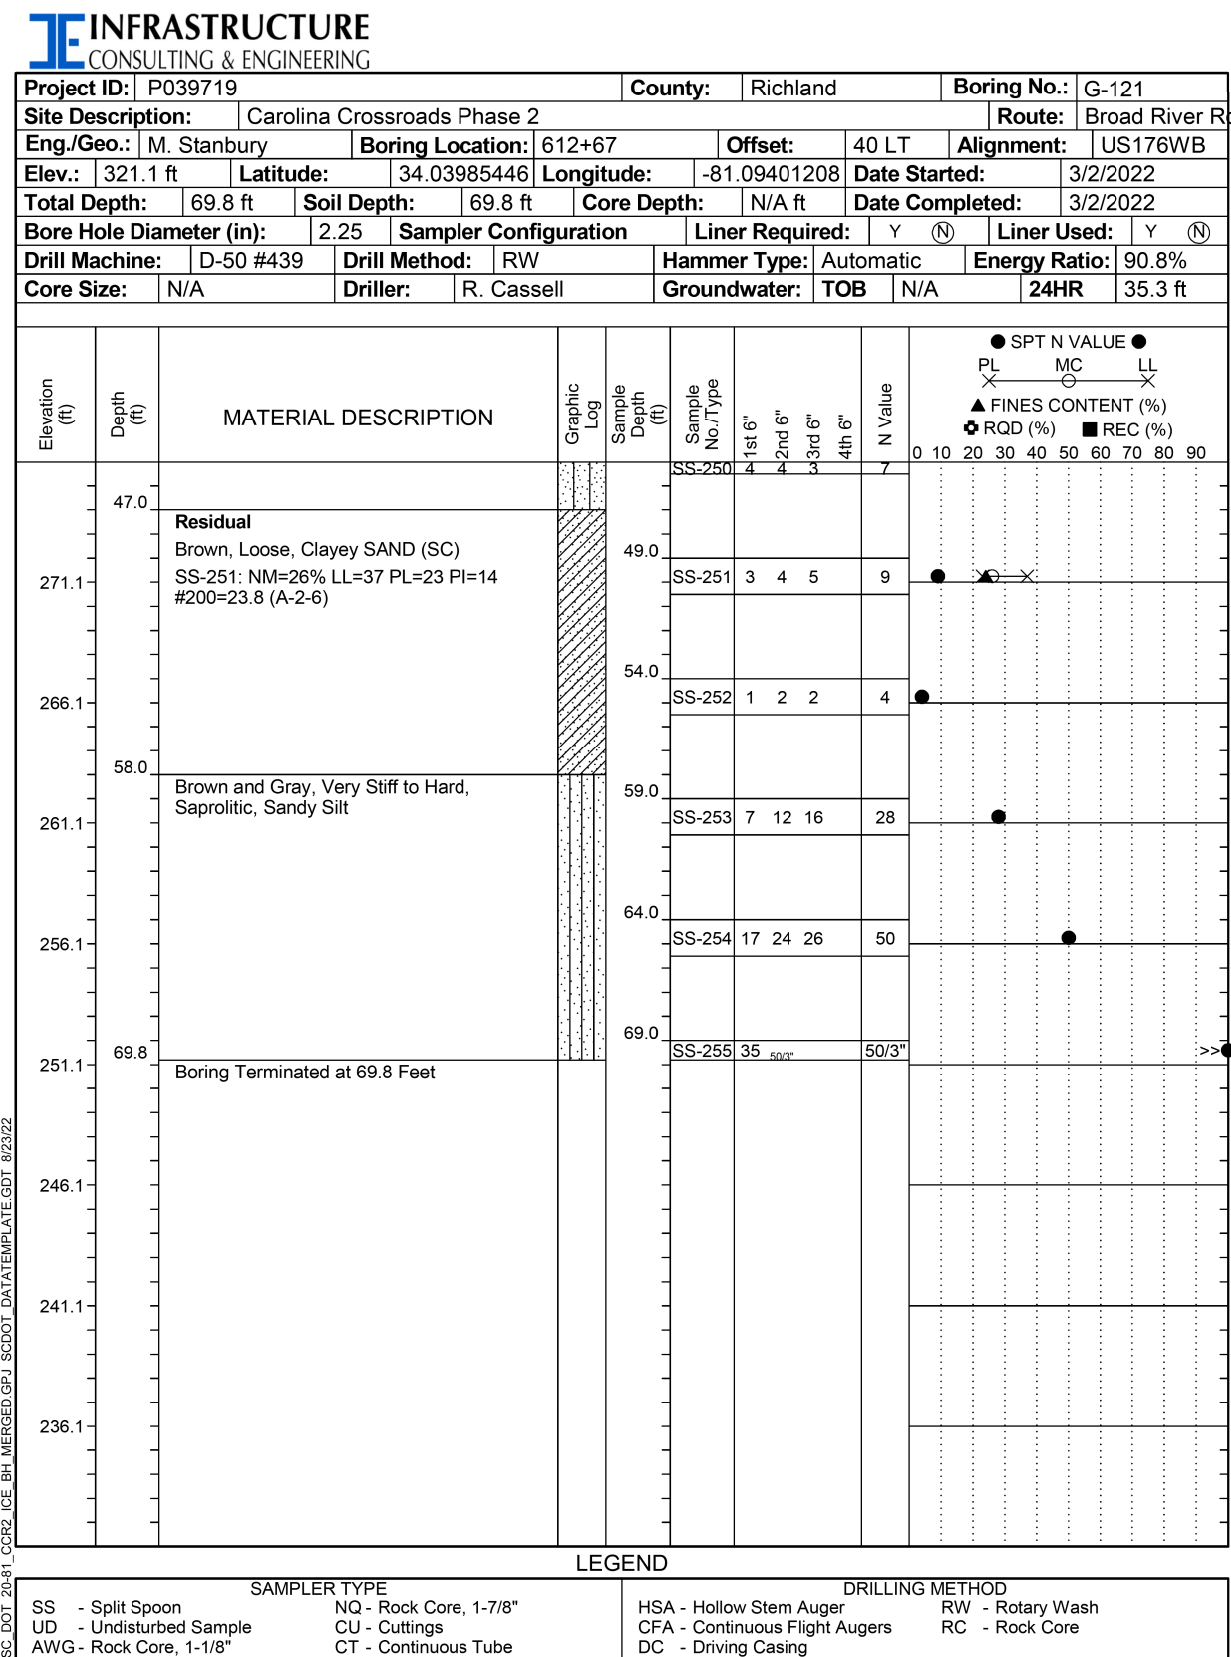 INFRASTRUCTURE
CONSULTING & ENGINEERING
Project ID: P039719 County: Richland Boring No.: G-121
Site Description: Carolina Crossroads Phase 2 Route: Broad River
Eng./Geo.: M. Stanbury Boring Location: 612+67 Offset: 40 LT Alignment: US176WB
Elev.: 321.1 ft Latitude: 34.03985446 Longitude: -81.09401208 Date Started: 3/2/2022
Total Depth: 69.8 ft Soil Depth: 69.8 ft Core Depth: N/A ft Date Completed: 3/2/2022
Bore Hole Diameter (in): 2.25 Sampler Configuration Liner Required: Y N Liner Used: Y N
Drill Machine: D-50 #439 Drill Method: RW Hammer Type: Automatic Energy Ratio: 90.8%
Core Size: N/A Driller: R. Cassell Groundwater: TOB N/A 24HR 35.3 ft
Elevation (ft)
Depth (ft)
MATERIAL DESCRIPTION
Graphic Log
Sample Depth (ft)
Sample No./Type
1st 6"
2nd 6"
3rd 6"
4th 6"
N Value
● SPT N VALUE ●
PL MC LL
▲ FINES CONTENT (%)
RQD (%) ■ REC (%)
0 10 20 30 40 50 60 70 80 90
SS-250 4 4 3 7
47.0
Residual
Brown, Loose, Clayey SAND (SC)
49.0
271.1 SS-251: NM=26% LL=37 PL=23 PI=14 SS-251 3 4 5 9
#200=23.8 (A-2-6)
54.0
266.1 SS-252 1 2 2 4
58.0
Brown and Gray, Very Stiff to Hard,
59.0
Saprolitic, Sandy Silt
261.1 SS-253 7 12 16 28
64.0
256.1 SS-254 17 24 26 50
69.0
69.8 SS-255 35 50/3" 50/3" >>
251.1 Boring Terminated at 69.8 Feet
246.1
241.1
236.1
SC_DOT 20-81_CCR2_ICE_BH_MERGED.GPJ SCDOT_DATATEMPLATE.GDT 8/23/22
LEGEND
SAMPLER TYPE DRILLING METHOD
SS - Split Spoon NQ - Rock Core, 1-7/8" HSA - Hollow Stem Auger RW - Rotary Wash
UD - Undisturbed Sample CU - Cuttings CFA - Continuous Flight Augers RC - Rock Core
AWG - Rock Core, 1-1/8" CT - Continuous Tube DC - Driving Casing